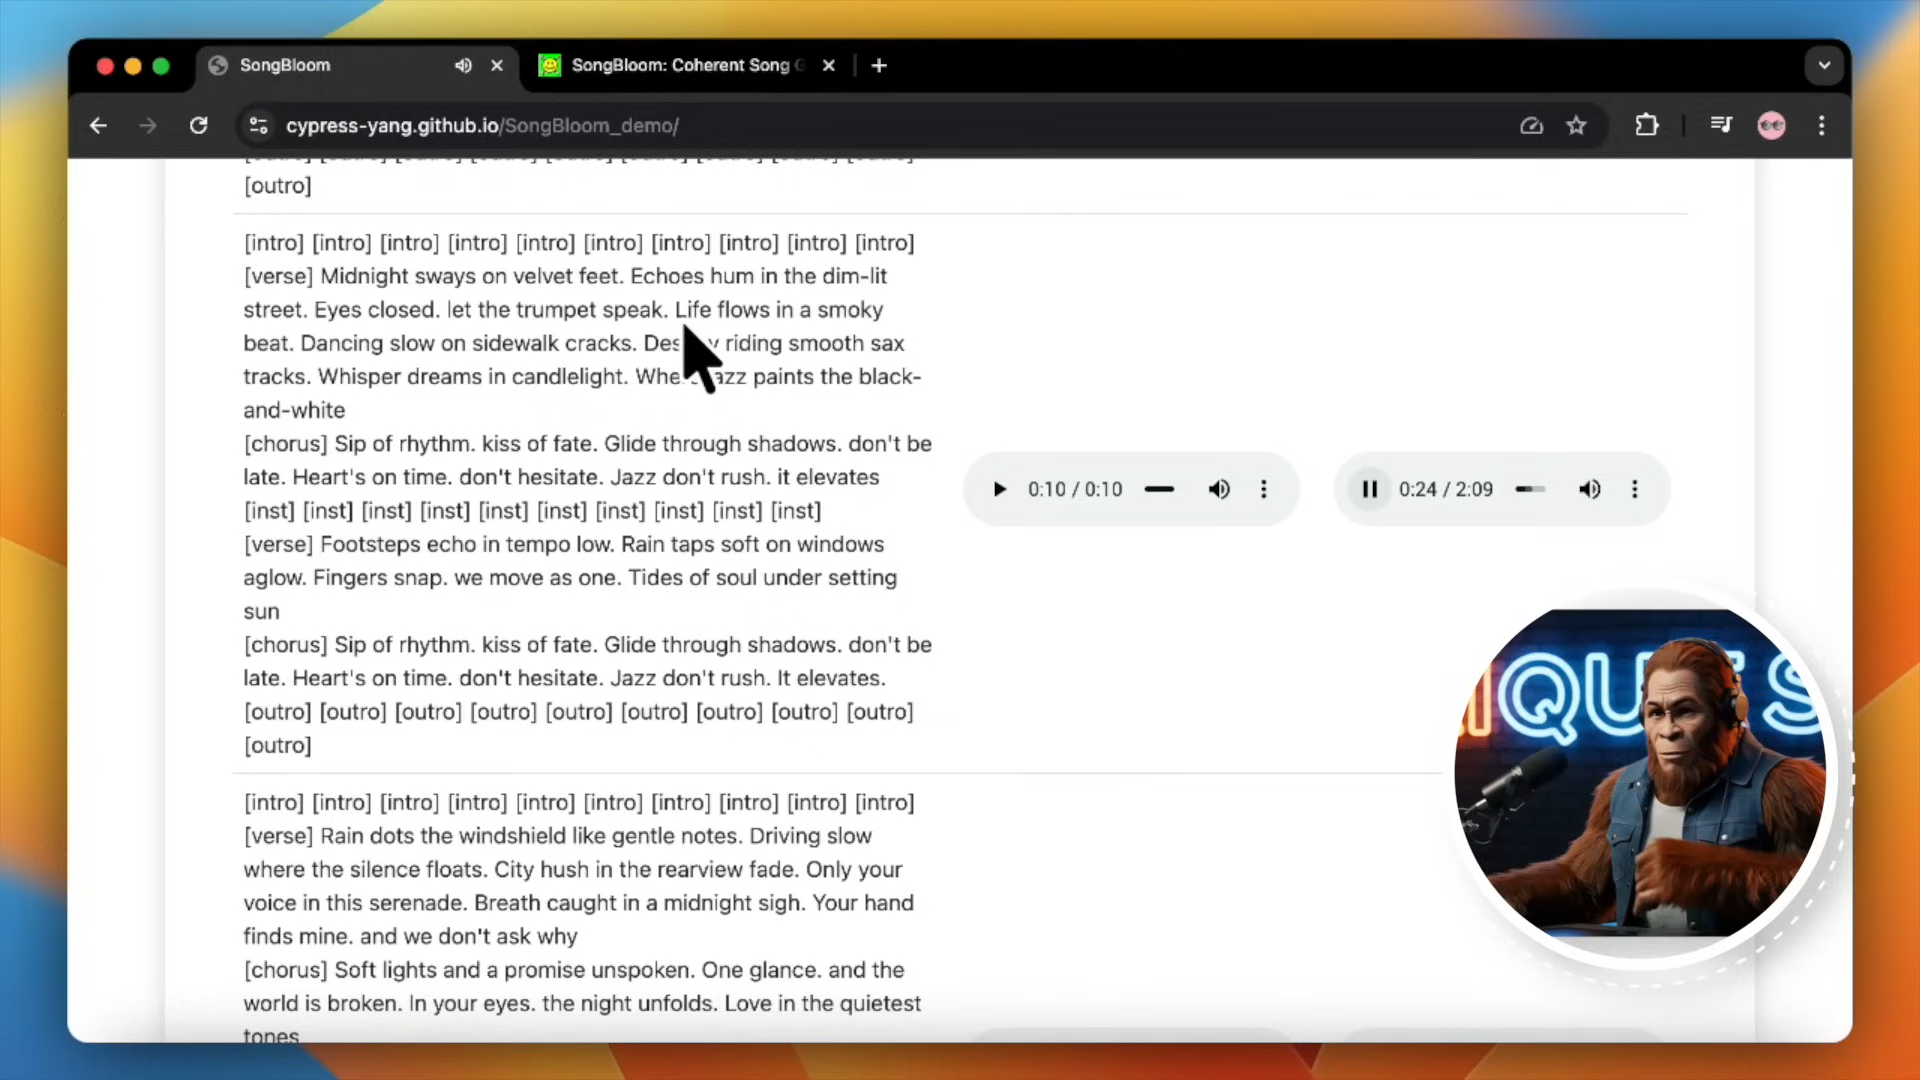 SongBloom
SongBloom: Coherent Song G
cypress-yang.github.io/SongBloom_demo/
[outro] [outro] [outro] [outro] [outro] [outro] [outro] [outro] [outro]
[outro]
[intro] [intro] [intro] [intro] [intro] [intro] [intro] [intro] [intro] [intro]
[verse] Midnight sways on velvet feet. Echoes hum in the dim-lit
street. Eyes closed. let the trumpet speak. Life flows in a smoky
beat. Dancing slow on sidewalk cracks. riding smooth sax
tracks. Whisper dreams in candlelight. paints the black-
and-white
[chorus] Sip of rhythm. kiss of fate. Glide through shadows. don't be
late. Heart's on time. don't hesitate. Jazz don't rush. it elevates
[inst] [inst] [inst] [inst] [inst] [inst] [inst] [inst] [inst] [inst]
0:10 / 0:10
0:24 / 2:09
[verse] Footsteps echo in tempo low. Rain taps soft on windows
aglow. Fingers snap. we move as one. Tides of soul under setting
sun
[chorus] Sip of rhythm. kiss of fate. Glide through shadows. don't be
late. Heart's on time. don't hesitate. Jazz don't rush. It elevates.
[outro] [outro] [outro] [outro] [outro] [outro] [outro] [outro] [outro]
[outro]
[intro] [intro] [intro] [intro] [intro] [intro] [intro] [intro] [intro] [intro]
[verse] Rain dots the windshield like gentle notes. Driving slow
where the silence floats. City hush in the rearview fade. Only your
voice in this serenade. Breath caught in a midnight sigh. Your hand
finds mine. and we don't ask why
[chorus] Soft lights and a promise unspoken. One glance. and the
world is broken. In your eyes. the night unfolds. Love in the quietest
tones